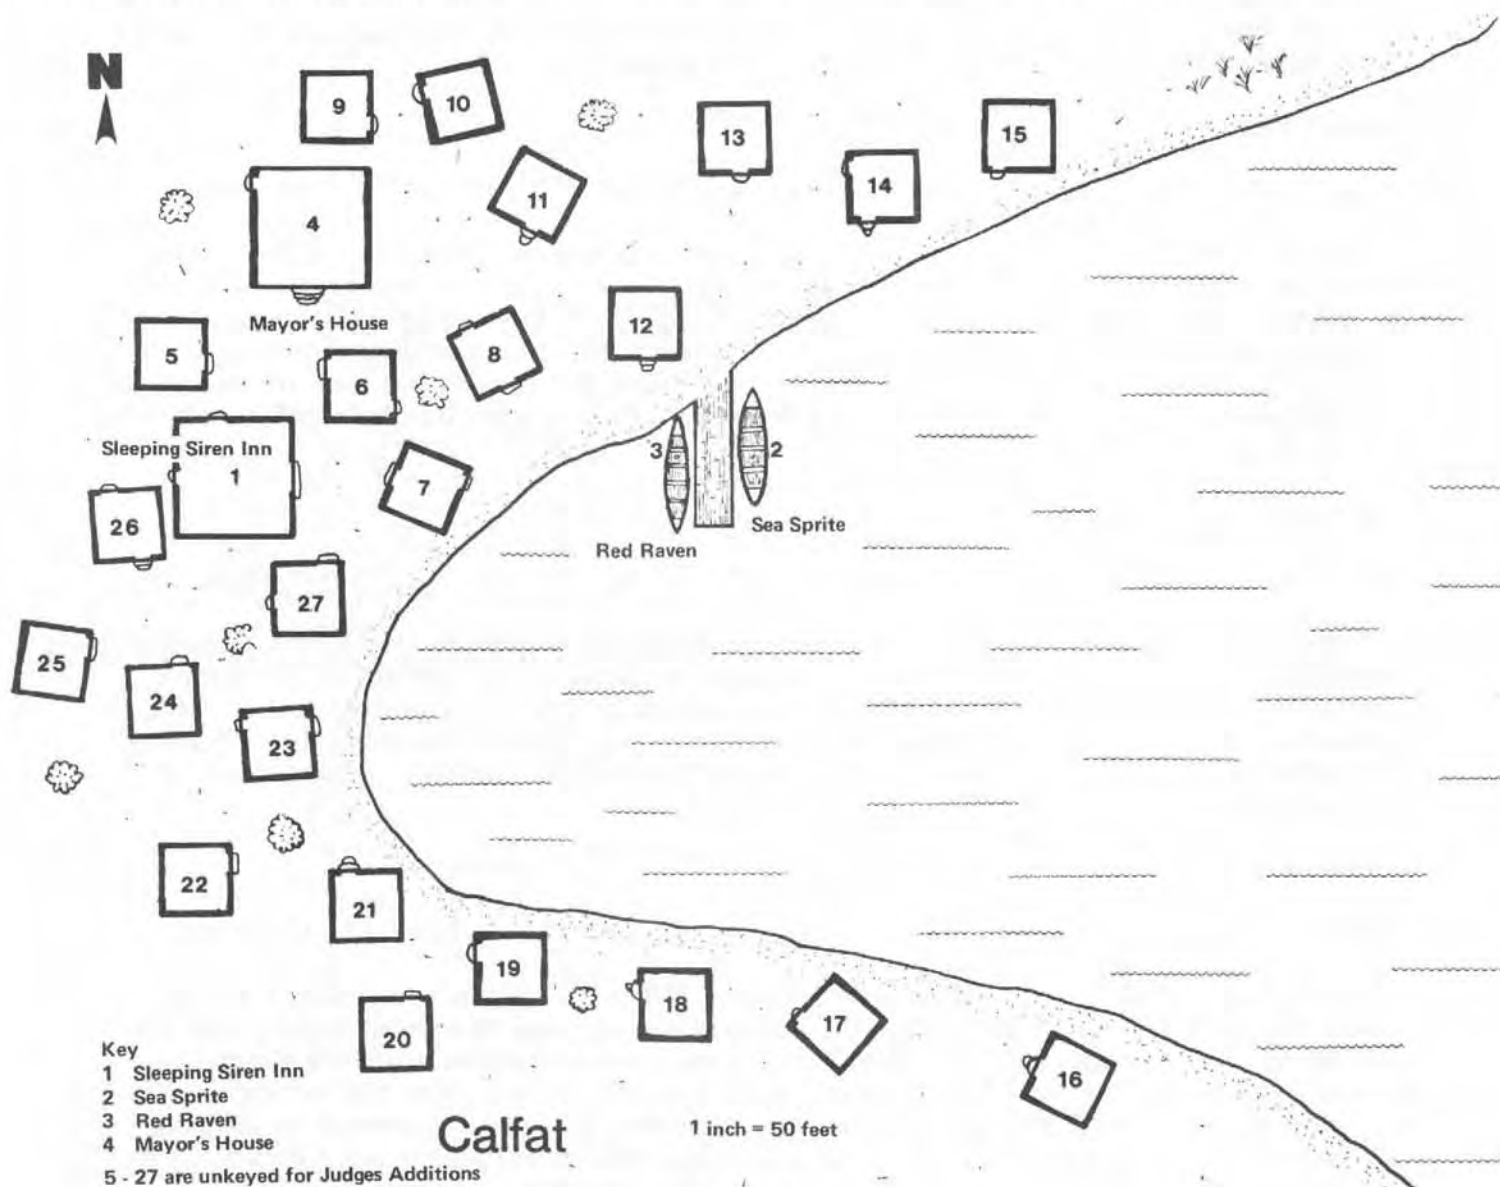 N
9
10
13
15
14
11
4
Mayor's House
12
5
8
6
Sleeping Siren Inn
1
7
3
2
26
Sea Sprite
Red Raven
27
25
24
23
22
21
19
18
17
20
16
Key
1 Sleeping Siren Inn
2 Sea Sprite
3 Red Raven
4 Mayor's House
5 - 27 are unkeyed for Judges Additions
Calfat
1 inch = 50 feet